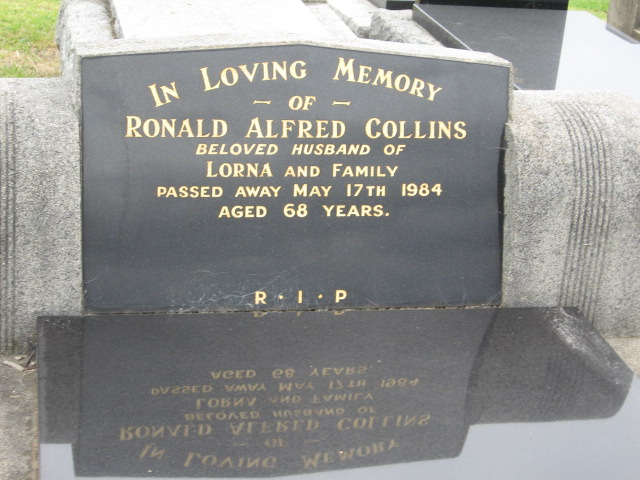 IN LOVING MEMORY
- OF -
RONALD ALFRED COLLINS
BELOVED HUSBAND OF
LORNA AND FAMILY
PASSED AWAY MAY 17TH 1984
AGED 68 YEARS.
R · I · P